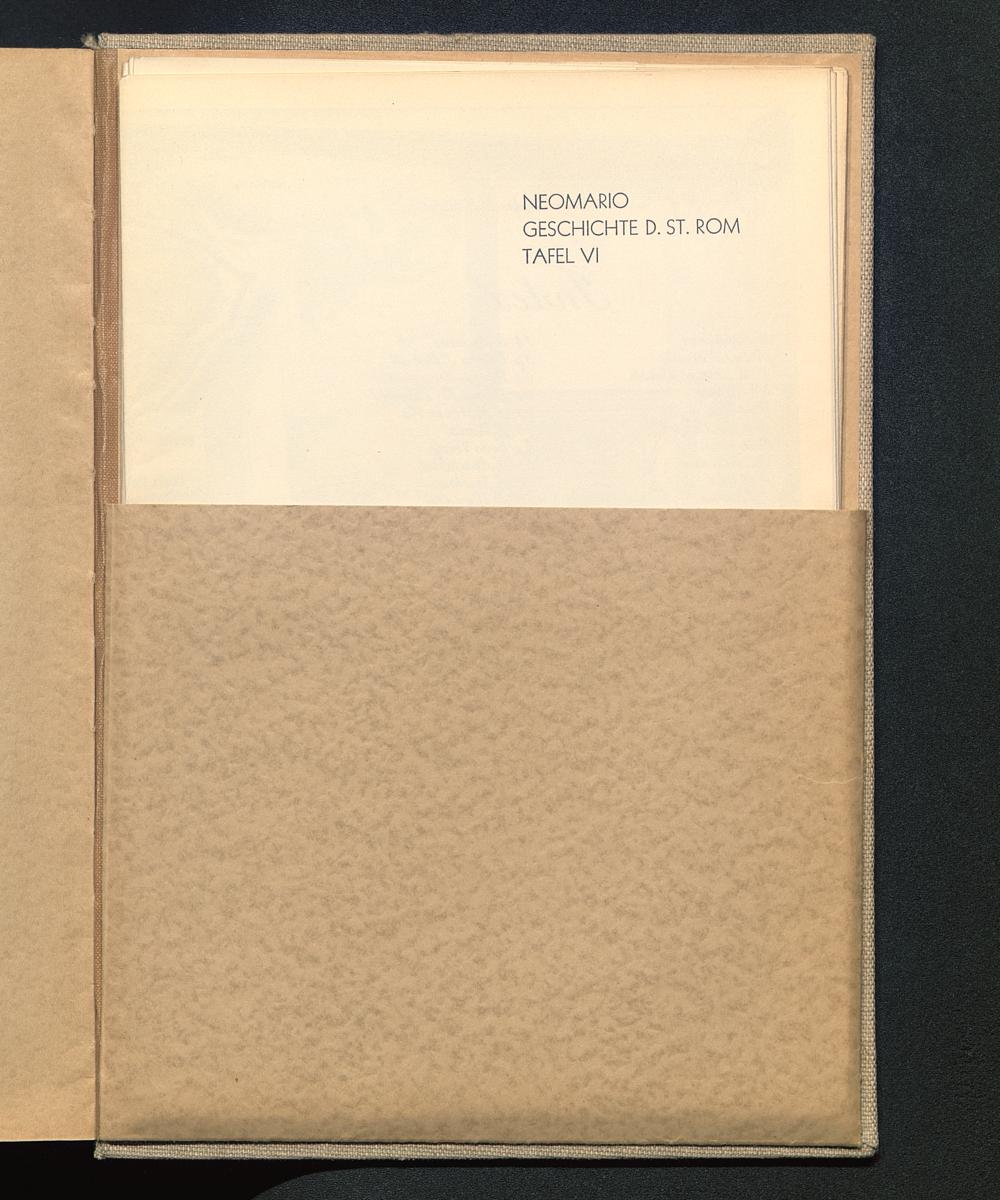 NEOMARIO
GESCHICHTE D. ST. ROM
TAFEL VI